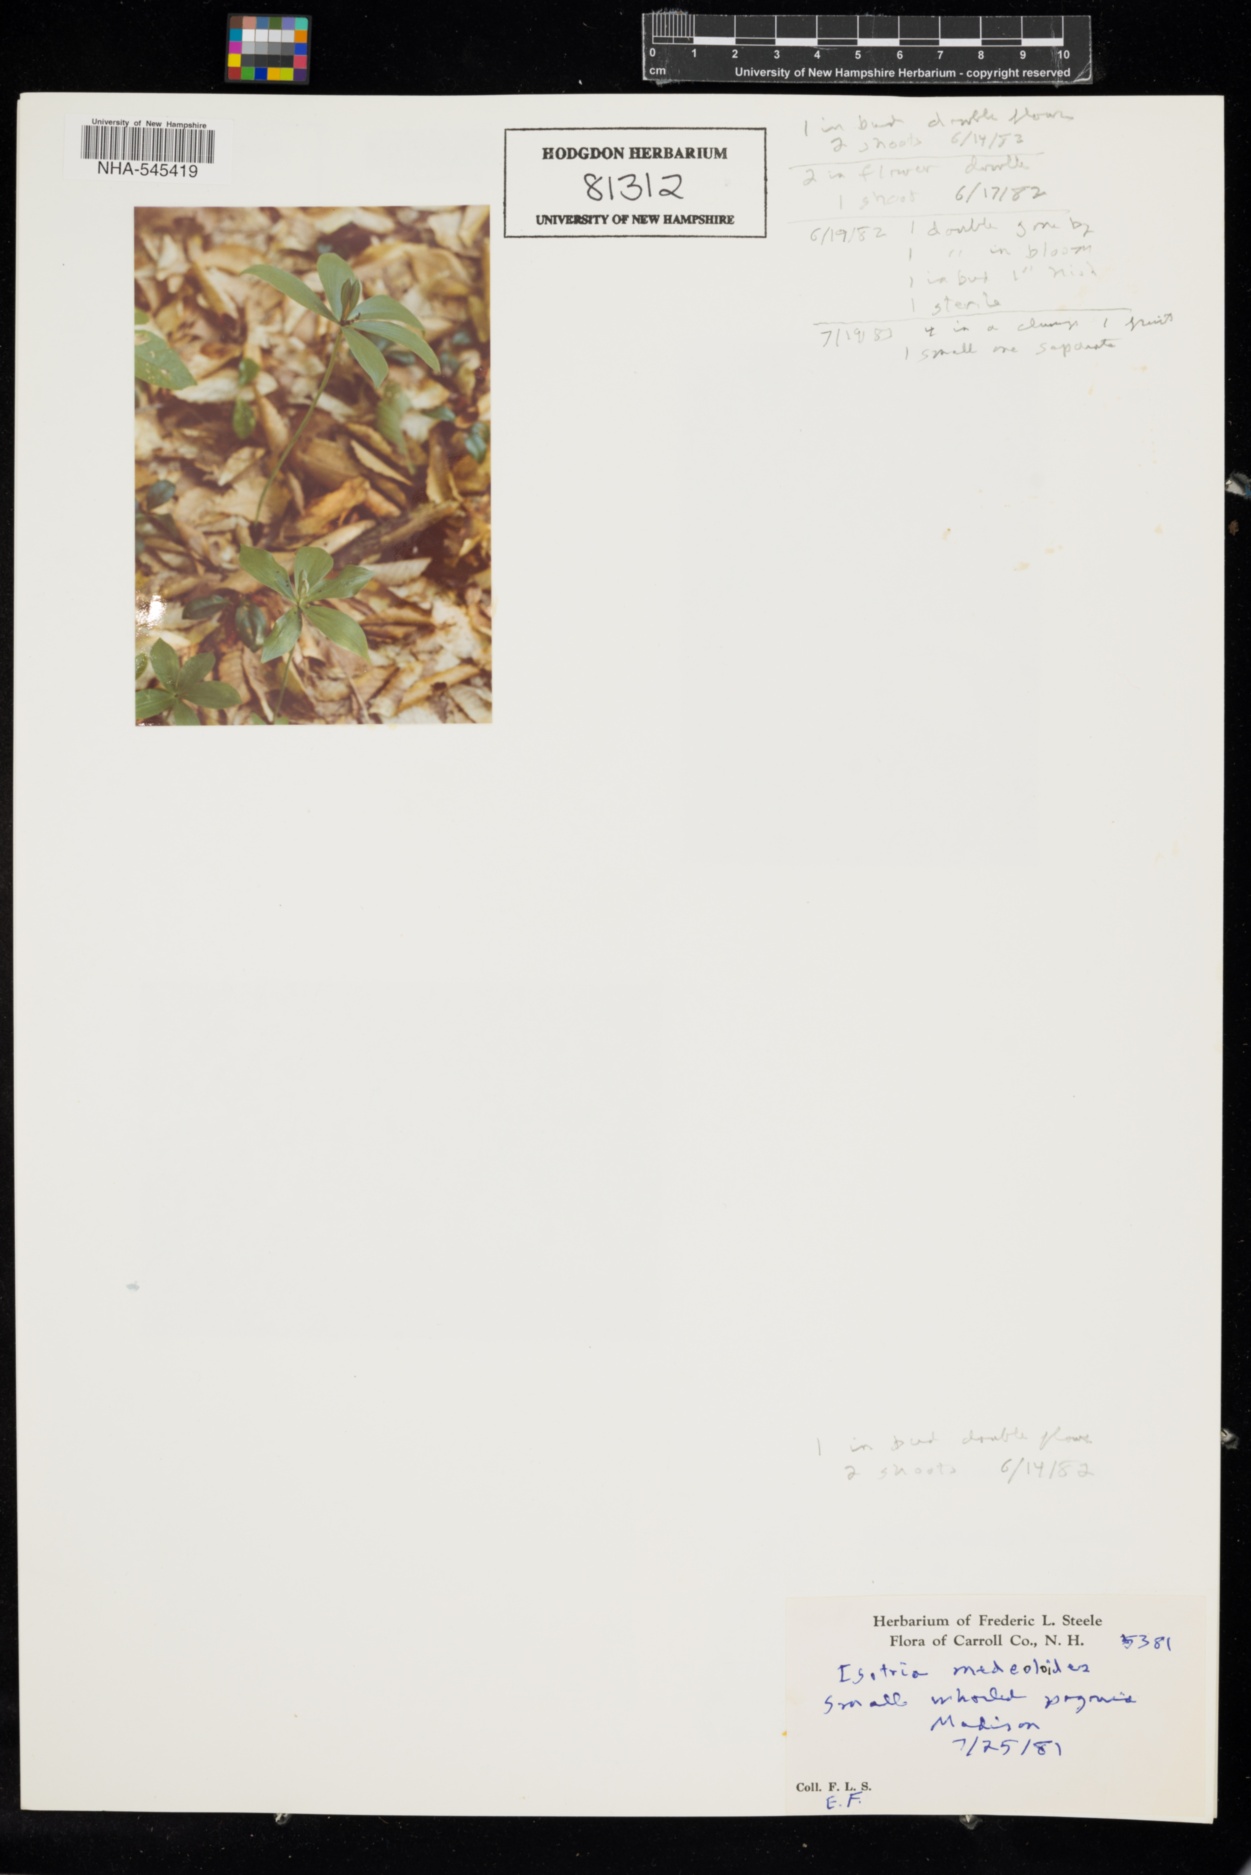 0 1 2 3 4 5 6 7 8 9 10
cm University of New Hampshire Herbarium - copyright reserved
University of New Hampshire
NHA-545419
HODGDON HERBARIUM
81312
UNIVERSITY OF NEW HAMPSHIRE
1 in bud double flower
2 shoots 6/14/83
2 in flower double
1 shoot 6/17/82
6/19/82 1 double gone by
1 " in bloom
1 in bud 1" high
1 sterile
7/19/83 4 in a clump 1 fruits
1 small one separate
1 in bud double flower
2 shoots 6/14/82
Herbarium of Frederic L. Steele
Flora of Carroll Co., N. H. 5381
Isotria medeoloides
Small whorled pogonia
Madison
7/25/81
Coll. F. L. S.
E. F.